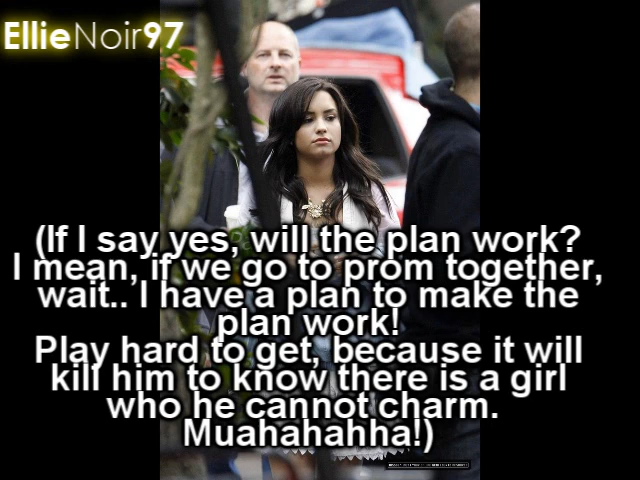 EllieNoir97
(If I say yes, will the plan work?
I mean, if we go to prom together,
wait.. I have a plan to make the
plan work!
Play hard to get, because it will
kill him to know there is a girl
who he cannot charm.
Muahahahha!)